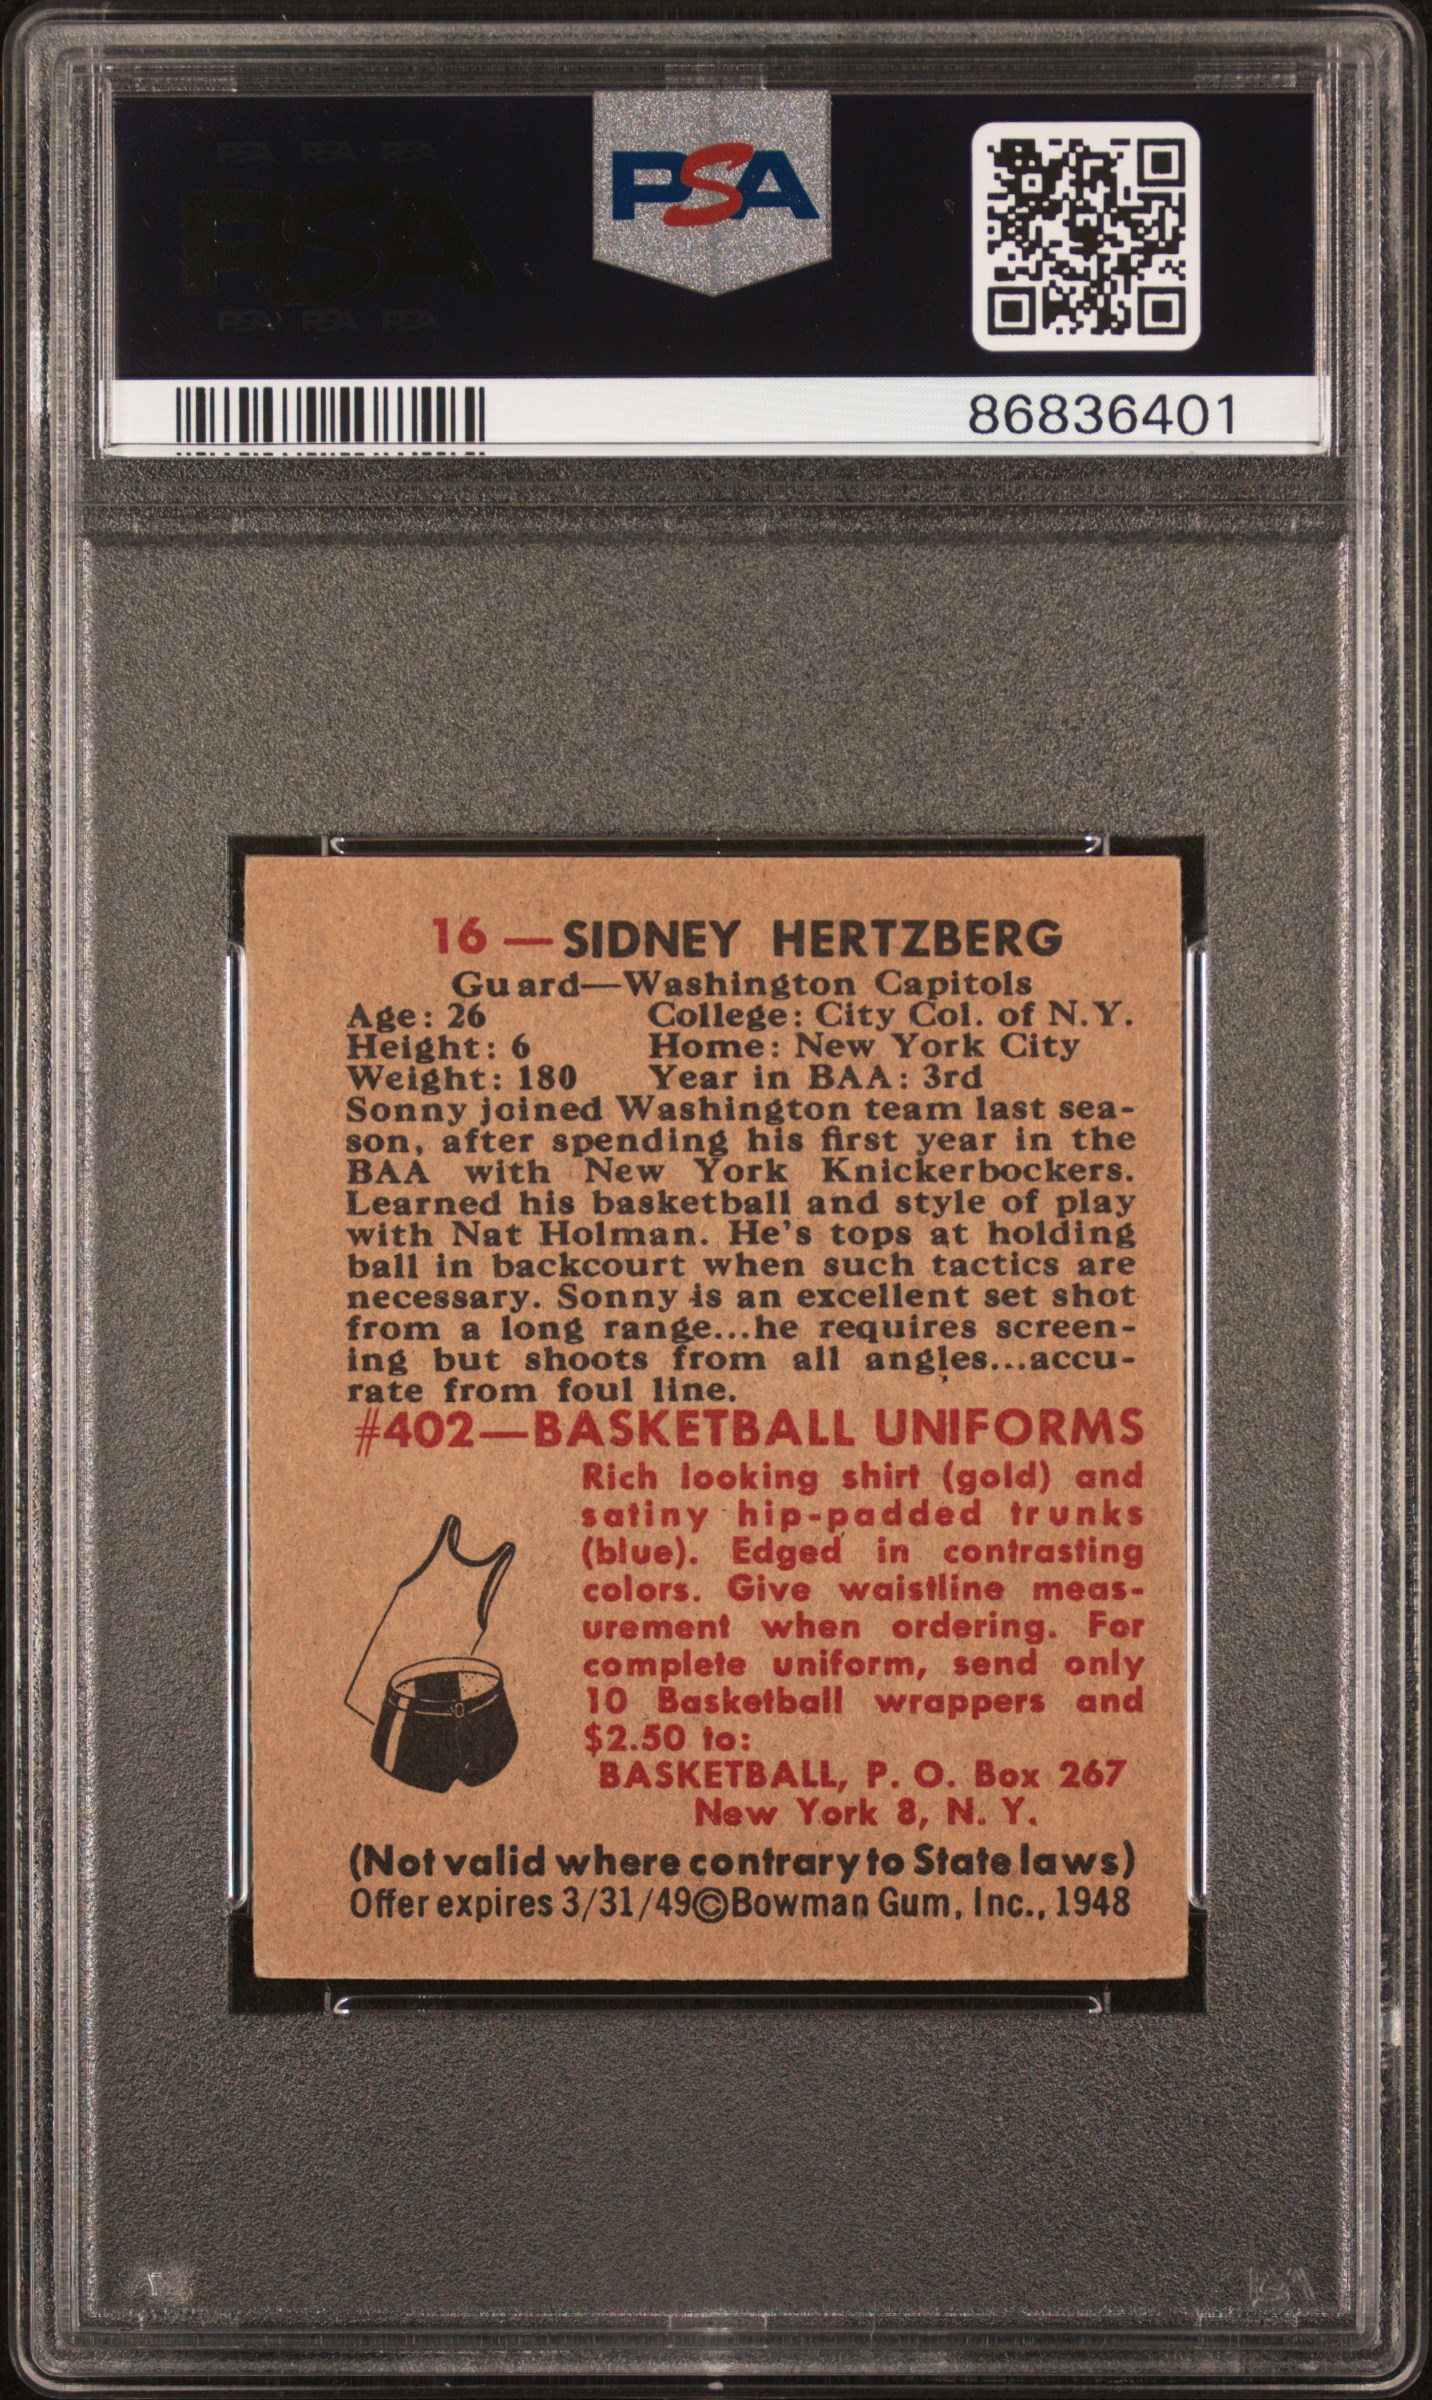 PSA PSA PSA
PSA
PSA PSA PSA
PSA
86836401
16—SIDNEY HERTZBERG
Guard—Washington Capitols
Age: 26 College: City Col. of N.Y.
Height: 6 Home: New York City
Weight: 180 Year in BAA: 3rd
Sonny joined Washington team last sea-
son, after spending his first year in the
BAA with New York Knickerbockers.
Learned his basketball and style of play
with Nat Holman. He's tops at holding
ball in backcourt when such tactics are
necessary. Sonny is an excellent set shot
from a long range...he requires screen-
ing but shoots from all angles...accu-
rate from foul line.
#402—BASKETBALL UNIFORMS
Rich looking shirt (gold) and
satiny hip-padded trunks
(blue). Edged in contrasting
colors. Give waistline meas-
urement when ordering. For
complete uniform, send only
10 Basketball wrappers and
$2.50 to:
BASKETBALL, P. O. Box 267
New York 8, N. Y.
(Not valid where contrary to State laws)
Offer expires 3/31/49©Bowman Gum, Inc., 1948
PSA